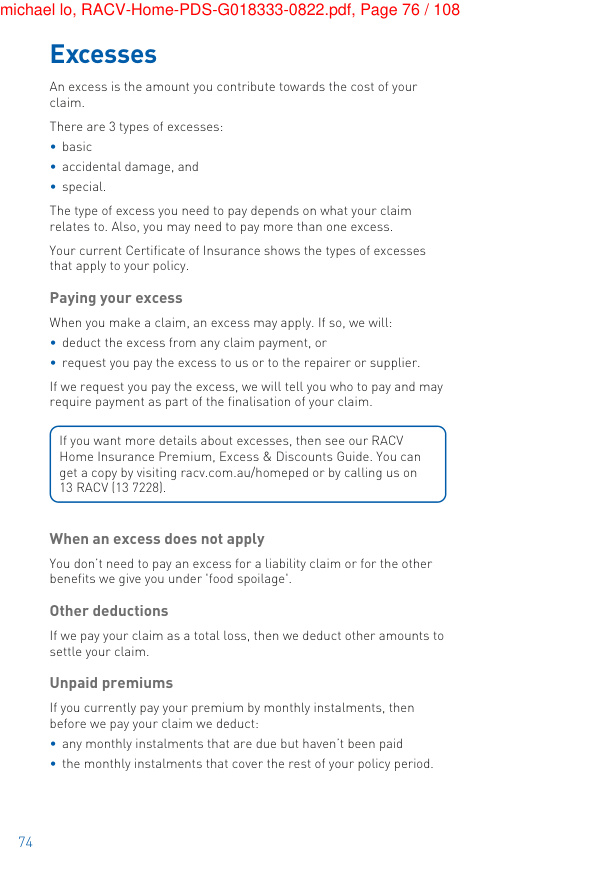 michael lo, RACV-Home-PDS-G018333-0822.pdf, Page 76 / 108
Excesses
An excess is the amount you contribute towards the cost of your
claim.
There are 3 types of excesses:
• basic
• accidental damage, and
• special.
The type of excess you need to pay depends on what your claim
relates to. Also, you may need to pay more than one excess.
Your current Certificate of Insurance shows the types of excesses
that apply to your policy.
Paying your excess
When you make a claim, an excess may apply. If so, we will:
• deduct the excess from any claim payment, or
• request you pay the excess to us or to the repairer or supplier.
If we request you pay the excess, we will tell you who to pay and may
require payment as part of the finalisation of your claim.
If you want more details about excesses, then see our RACV
Home Insurance Premium, Excess & Discounts Guide. You can
get a copy by visiting racv.com.au/homeped or by calling us on
13 RACV (13 7228).
When an excess does not apply
You don't need to pay an excess for a liability claim or for the other
benefits we give you under 'food spoilage'.
Other deductions
If we pay your claim as a total loss, then we deduct other amounts to
settle your claim.
Unpaid premiums
If you currently pay your premium by monthly instalments, then
before we pay your claim we deduct:
• any monthly instalments that are due but haven't been paid
• the monthly instalments that cover the rest of your policy period.
74